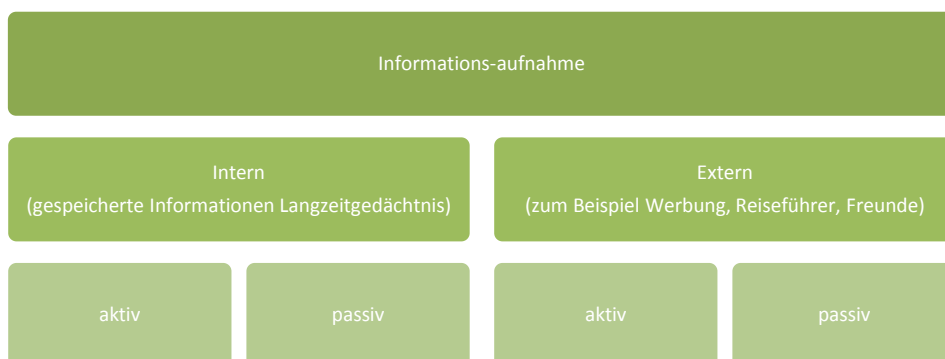 Informations-aufnahme
Intern
(gespeicherte Informationen Langzeitgedächtnis)
Extern
(zum Beispiel Werbung, Reiseführer, Freunde)
aktiv
passiv
aktiv
passiv